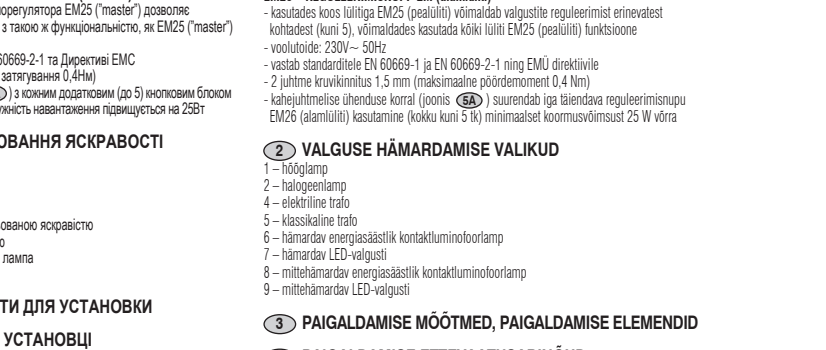 порегулятора EM25 ("master") дозволяє
з такою ж функціональністю, як EM25 ("master")
60669-2-1 та Директиві EMC
затягування 0,4Нм)
) з кожним додатковим (до 5) кнопковим блоком
ужність навантаження підвищується на 25Вт
ОВАННЯ ЯСКРАВОСТІ
ьованою яскравістю
о
лампа
ТИ ДЛЯ УСТАНОВКИ
УСТАНОВЦІ
- kasutades koos lülitiga EM25 (pealüliti) võimaldab valgustite reguleerimist erinevatest
kohtadest (kuni 5), võimaldades kasutada kõiki lüliti EM25 (pealüliti) funktsioone
- voolutoide: 230V~ 50Hz
- vastab standarditele EN 60669-1 ja EN 60669-2-1 ning EMÜ direktiivile
- 2 juhtme kruvikinnitus 1,5 mm (maksimaalne pöördemoment 0,4 Nm)
- kahejuhtmelise ühenduse korral (joonis 5A ) suurendab iga täiendava reguleerimisnupu
EM26 (alamlüliti) kasutamine (kokku kuni 5 tk) minimaalset koormusvõimsust 25 W võrra
2 VALGUSE HÄMARDAMISE VALIKUD
1 – hõõglamp
2 – halogeenlamp
4 – elektriline trafo
5 – klassikaline trafo
6 – hämardav energiasäästlik kontaktluminofoorlamp
7 – hämardav LED-valgusti
8 – mittehämardav energiasäästlik kontaktluminofoorlamp
9 – mittehämardav LED-valgusti
3 PAIGALDAMISE MÕÕTMED, PAIGALDAMISE ELEMENDID